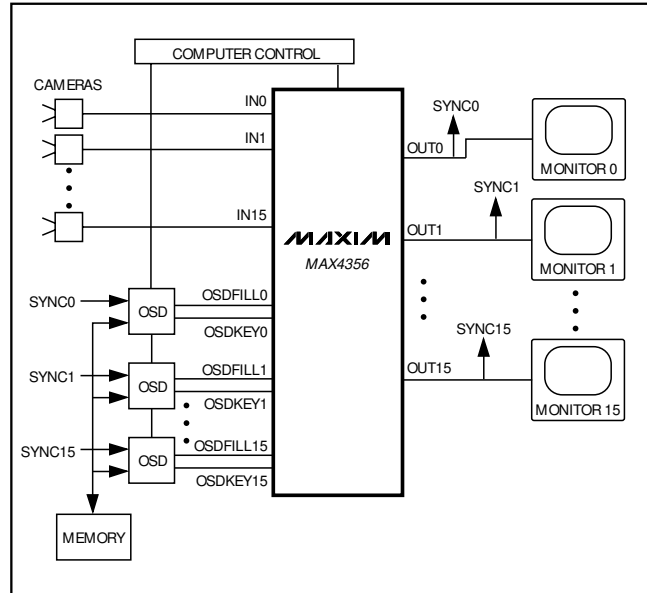 COMPUTER CONTROL
CAMERAS
IN0
IN1
IN15
SYNC0
OUT0
MONITOR 0
SYNC1
OUT1
MONITOR 1
MAXIM
MAX4356
SYNC15
OUT15
MONITOR 15
SYNC0
OSD
OSDFILL0
OSDKEY0
SYNC1
OSD
OSDFILL1
OSDKEY1
SYNC15
OSD
OSDFILL15
OSDKEY15
MEMORY